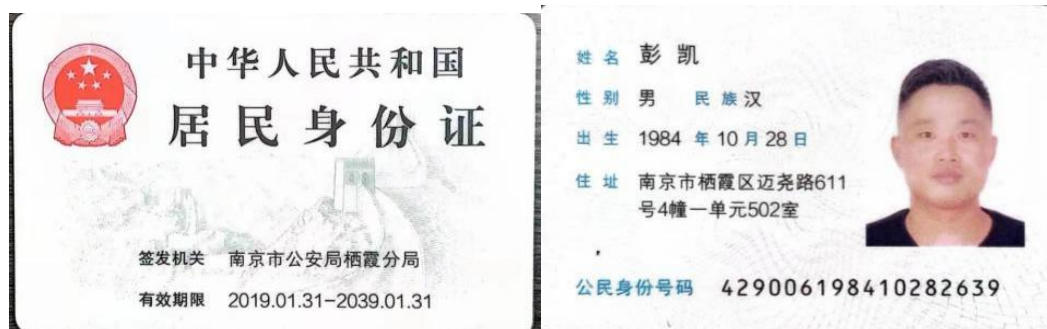 中华人民共和国
居民身份证
签发机关 南京市公安局栖霞分局
有效期限 2019.01.31-2039.01.31
姓名 彭凯
性别 男 民族 汉
出生 1984 年 10 月 28 日
住址 南京市栖霞区迈尧路611
号4幢一单元502室
公民身份号码 429006198410282639